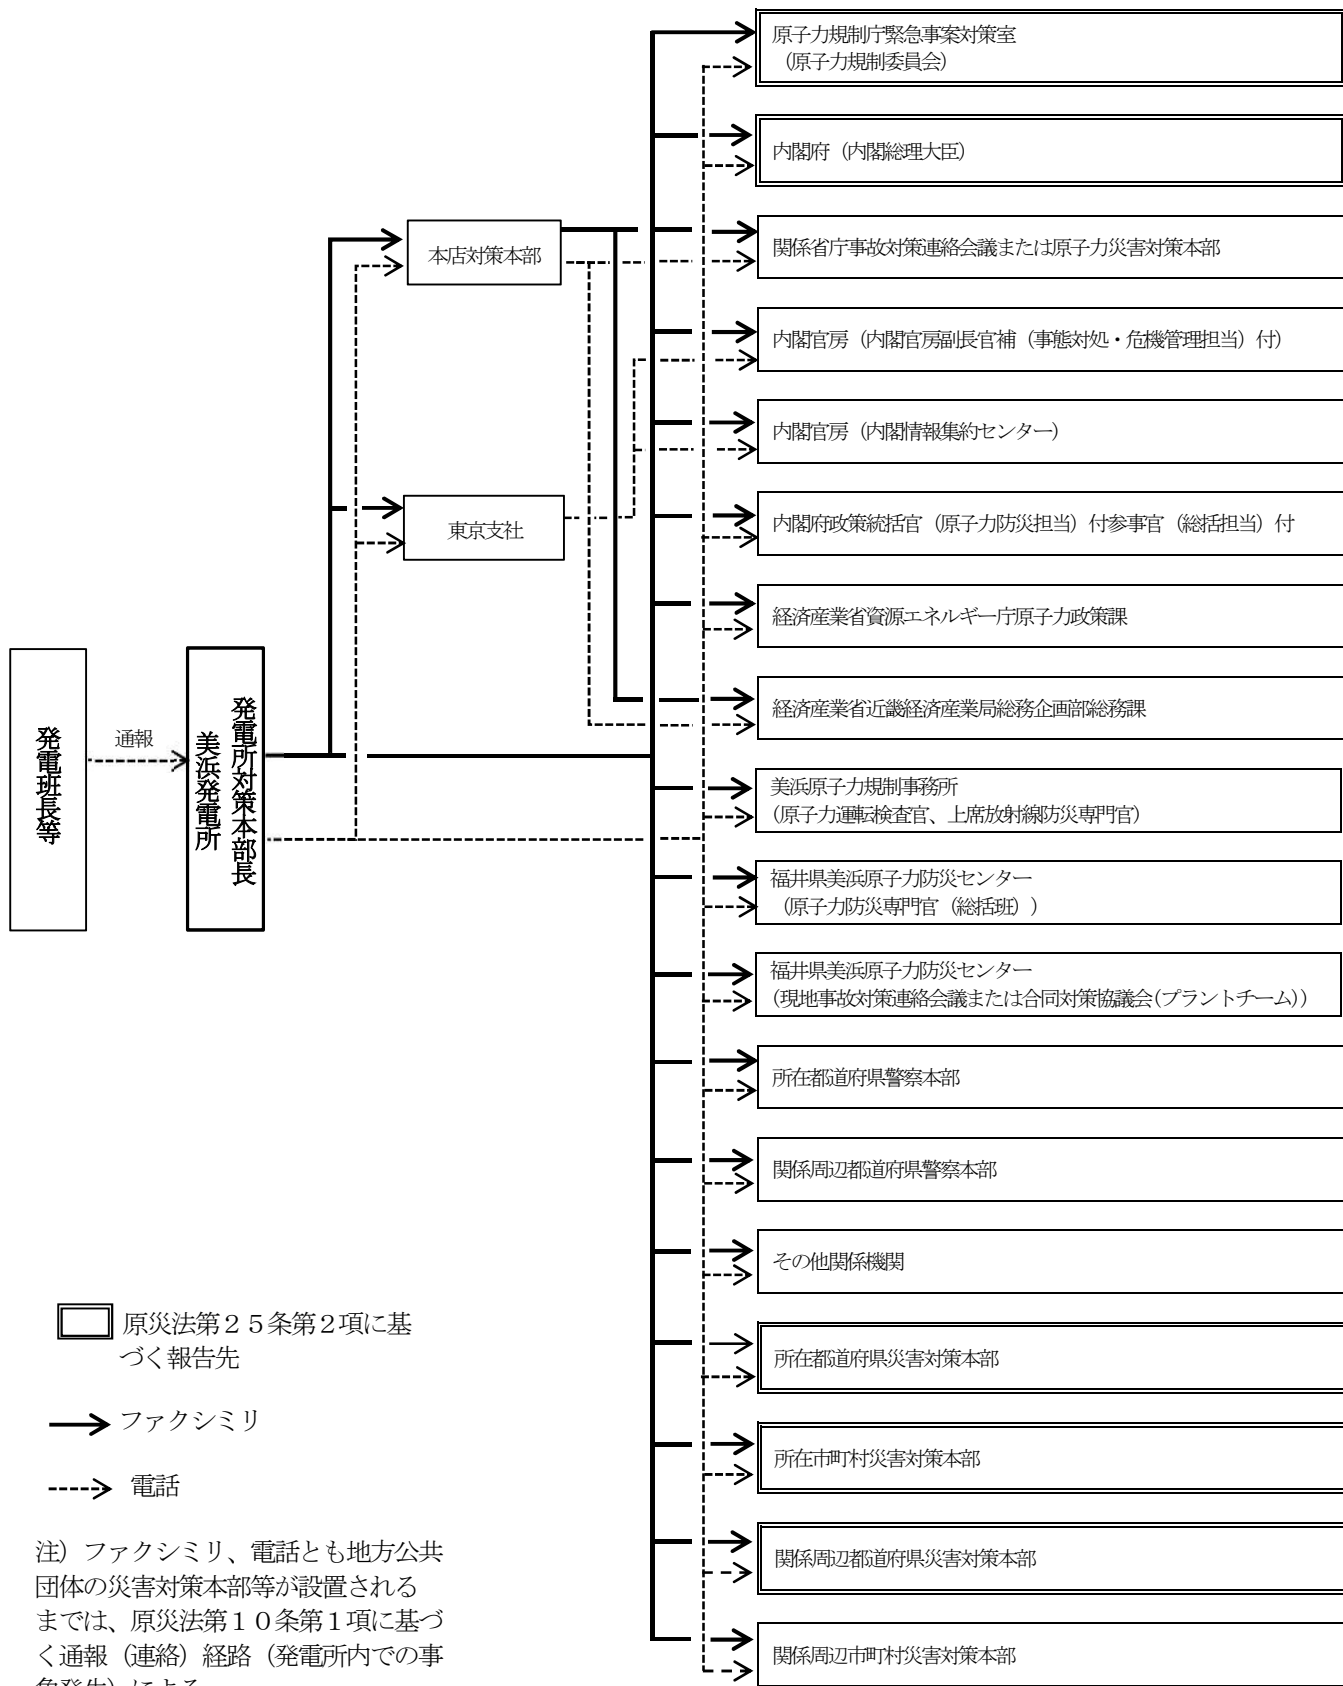 発電班長等
通報
発電所対策本部長
美浜発電所
本店対策本部
東京支社
原子力規制庁緊急事案対策室
（原子力規制委員会）
内閣府（内閣総理大臣）
関係省庁事故対策連絡会議または原子力災害対策本部
内閣官房（内閣官房副長官補（事態対処・危機管理担当）付）
内閣官房（内閣情報集約センター）
内閣府政策統括官（原子力防災担当）付参事官（総括担当）付
経済産業省資源エネルギー庁原子力政策課
経済産業省近畿経済産業局総務企画部総務課
美浜原子力規制事務所
（原子力運転検査官、上席放射線防災専門官）
福井県美浜原子力防災センター
（原子力防災専門官（総括班））
福井県美浜原子力防災センター
（現地事故対策連絡会議または合同対策協議会（プラントチーム））
所在都道府県警察本部
関係周辺都道府県警察本部
その他関係機関
所在都道府県災害対策本部
所在市町村災害対策本部
関係周辺都道府県災害対策本部
関係周辺市町村災害対策本部
原災法第２５条第２項に基
づく報告先
ファクシミリ
電話
注）ファクシミリ、電話とも地方公共
団体の災害対策本部等が設置される
までは、原災法第１０条第１項に基づ
く通報（連絡）経路（発電所内での事
象発生）による